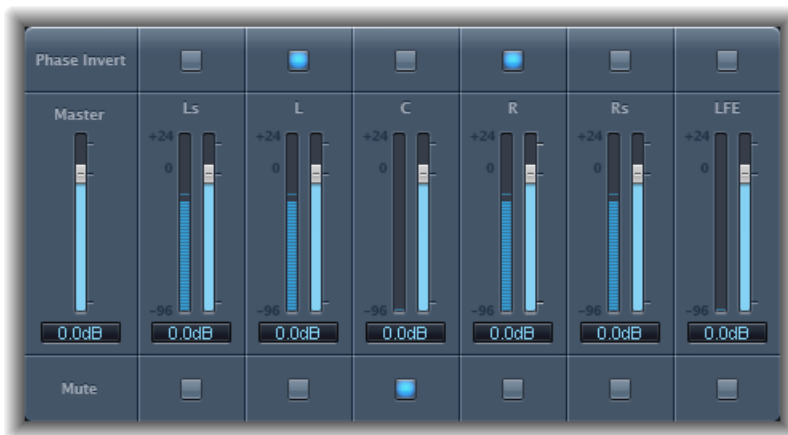 Phase Invert
Master Ls L C R Rs LFE
+24 +24 +24 +24 +24 +24
0 0 0 0 0 0
-96 -96 -96 -96 -96 -96
0.0dB 0.0dB 0.0dB 0.0dB 0.0dB 0.0dB 0.0dB
Mute